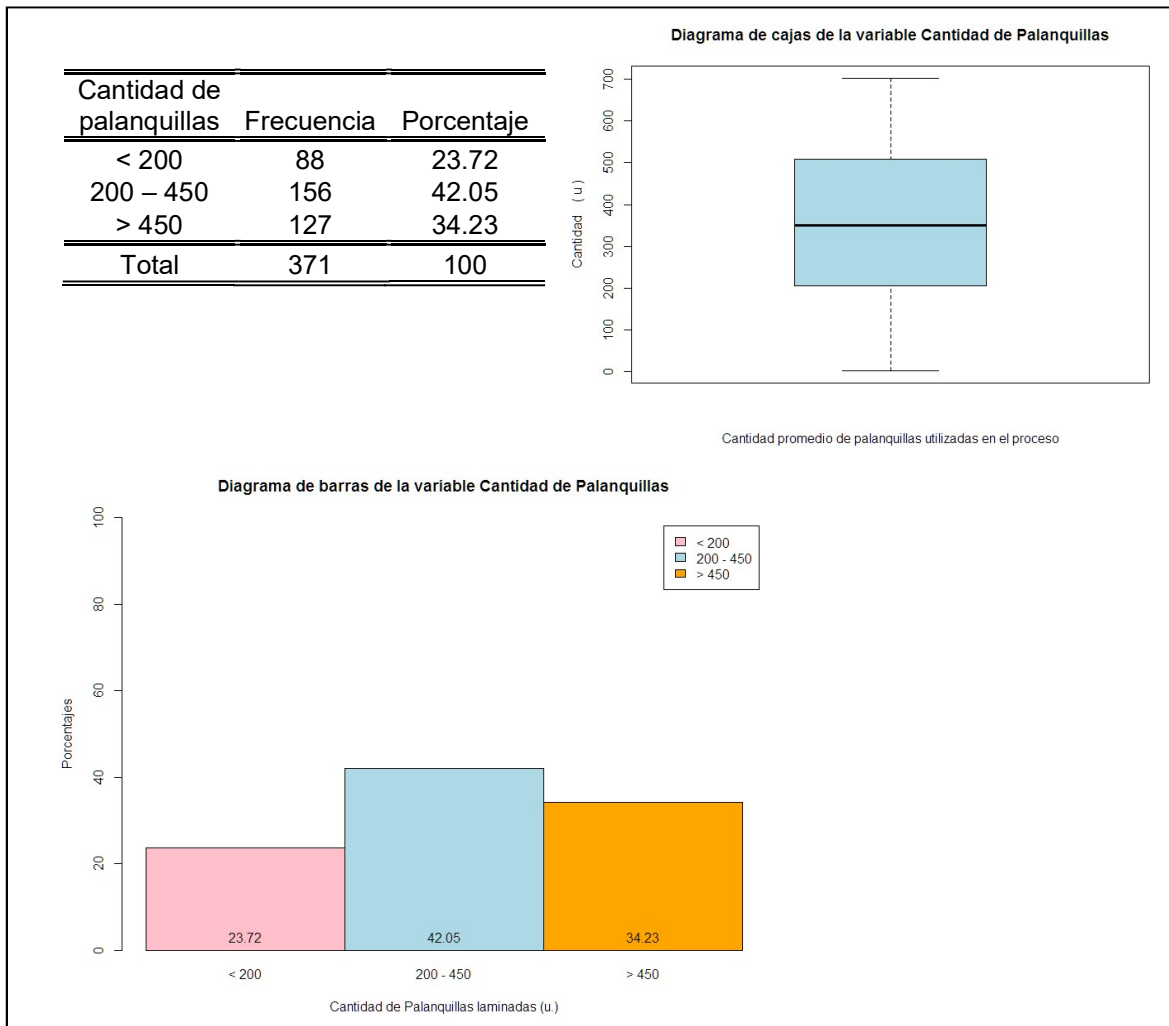 Cantidad de
palanquillas Frecuencia Porcentaje
< 200 88 23.72
200 – 450 156 42.05
> 450 127 34.23
Total 371 100
Diagrama de cajas de la variable Cantidad de Palanquillas
700
600
500
400
300
200
100
0
Cantidad ( u )
Cantidad promedio de palanquillas utilizadas en el proceso
Diagrama de barras de la variable Cantidad de Palanquillas
100
80
60
40
20
0
Porcentajes
< 200
200 - 450
> 450
23.72 42.05 34.23
< 200 200 - 450 > 450
Cantidad de Palanquillas laminadas (u.)